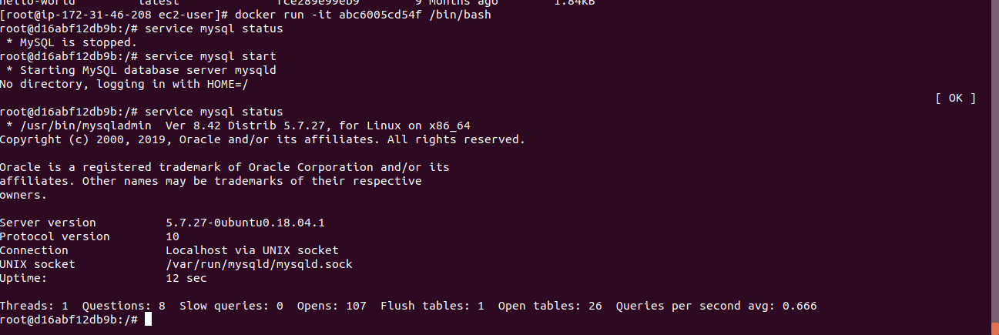 hello-world         latest              fce289e99eb9        9 months ago        1.84kB
[root@ip-172-31-46-208 ec2-user]# docker run -it abc6005cd54f /bin/bash
root@d16abf12db9b:/# service mysql status
 * MySQL is stopped.
root@d16abf12db9b:/# service mysql start
 * Starting MySQL database server mysqld
No directory, logging in with HOME=/
[ OK ]
root@d16abf12db9b:/# service mysql status
 * /usr/bin/mysqladmin  Ver 8.42 Distrib 5.7.27, for Linux on x86_64
Copyright (c) 2000, 2019, Oracle and/or its affiliates. All rights reserved.

Oracle is a registered trademark of Oracle Corporation and/or its
affiliates. Other names may be trademarks of their respective
owners.

Server version          5.7.27-0ubuntu0.18.04.1
Protocol version        10
Connection              Localhost via UNIX socket
UNIX socket             /var/run/mysqld/mysqld.sock
Uptime:                 12 sec

Threads: 1  Questions: 8  Slow queries: 0  Opens: 107  Flush tables: 1  Open tables: 26  Queries per second avg: 0.666
root@d16abf12db9b:/#